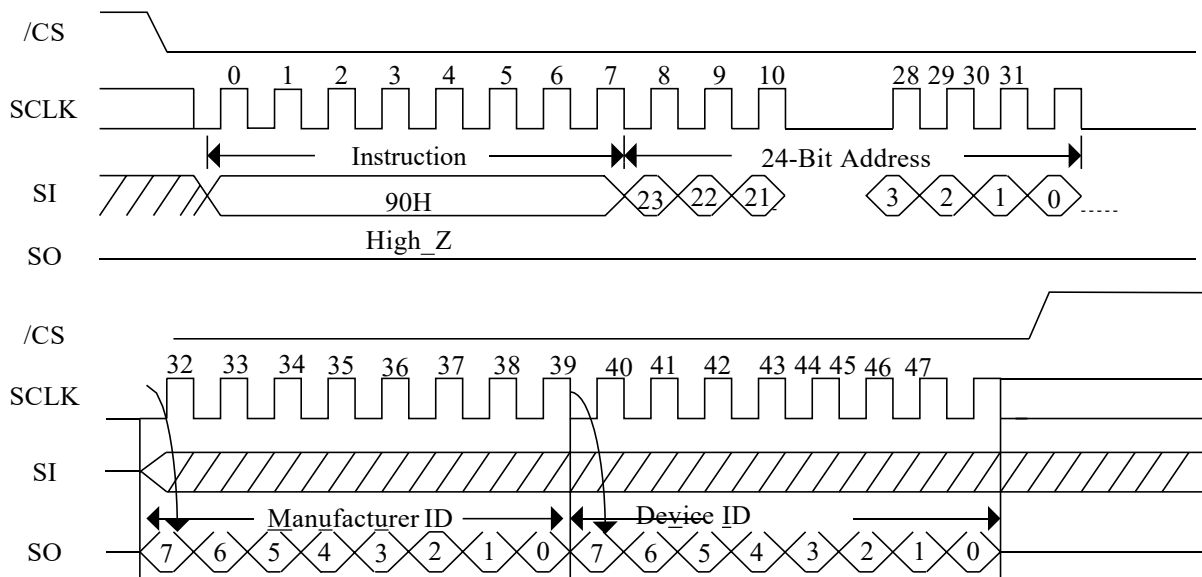 /CS
0 1 2 3 4 5 6 7 8 9 10 28 29 30 31
SCLK
Instruction 24-Bit Address
SI 90H 23 22 21 3 2 1 0
High_Z
SO
/CS
32 33 34 35 36 37 38 39 40 41 42 43 44 45 46 47
SCLK
SI
Manufacturer ID Device ID
SO 7 6 5 4 3 2 1 0 7 6 5 4 3 2 1 0